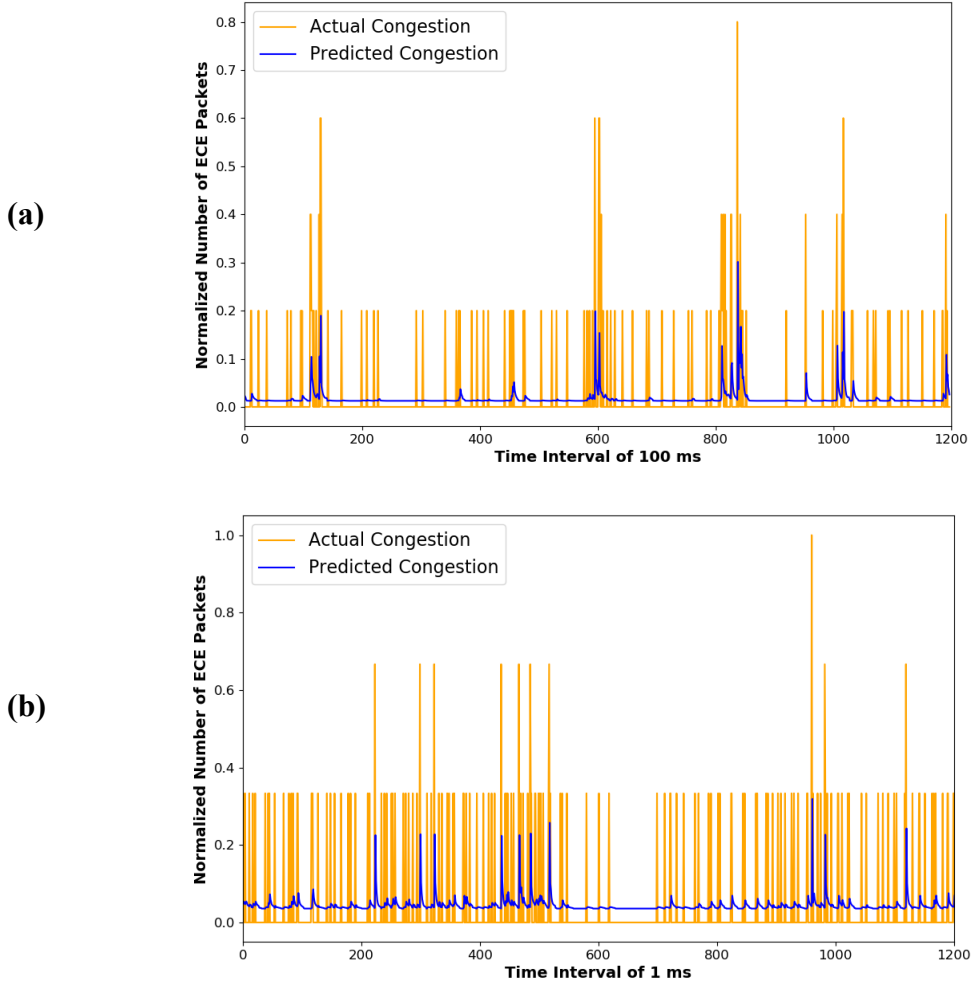 (a)
Normalized Number of ECE Packets
0.8
0.7
0.6
0.5
0.4
0.3
0.2
0.1
0.0
Actual Congestion
Predicted Congestion
0 200 400 600 800 1000 1200
Time Interval of 100 ms
(b)
Normalized Number of ECE Packets
1.0
0.8
0.6
0.4
0.2
0.0
Actual Congestion
Predicted Congestion
0 200 400 600 800 1000 1200
Time Interval of 1 ms